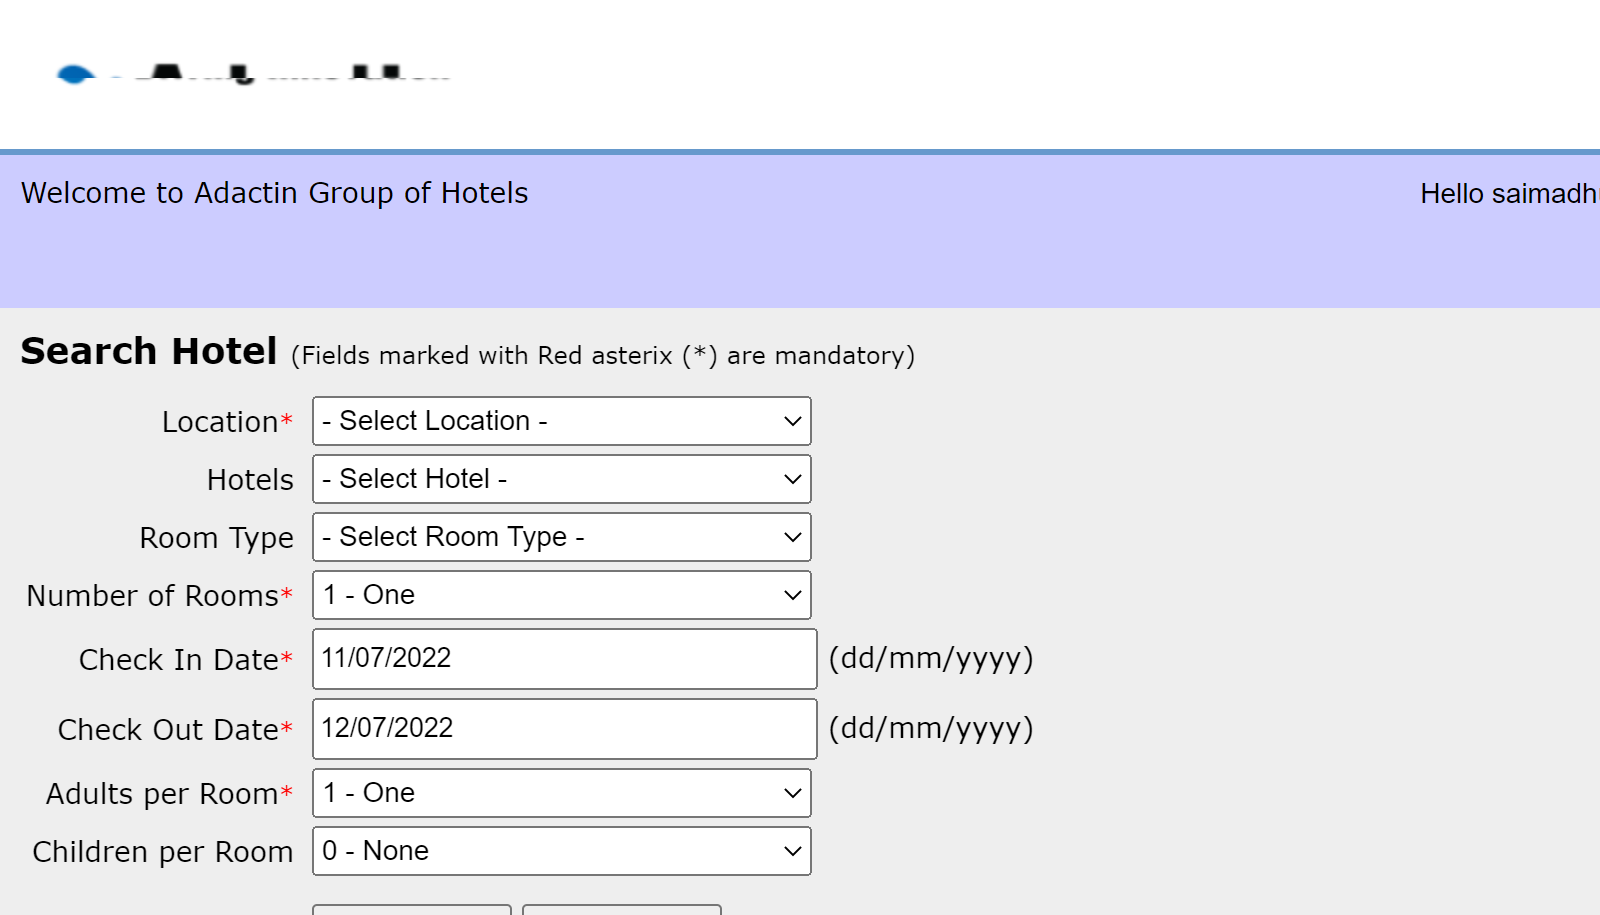 Welcome to Adactin Group of Hotels
Hello saimadh
Search Hotel (Fields marked with Red asterix (*) are mandatory)
Location* - Select Location -
Hotels - Select Hotel -
Room Type - Select Room Type -
Number of Rooms* 1 - One
Check In Date* 11/07/2022 (dd/mm/yyyy)
Check Out Date* 12/07/2022 (dd/mm/yyyy)
Adults per Room* 1 - One
Children per Room 0 - None